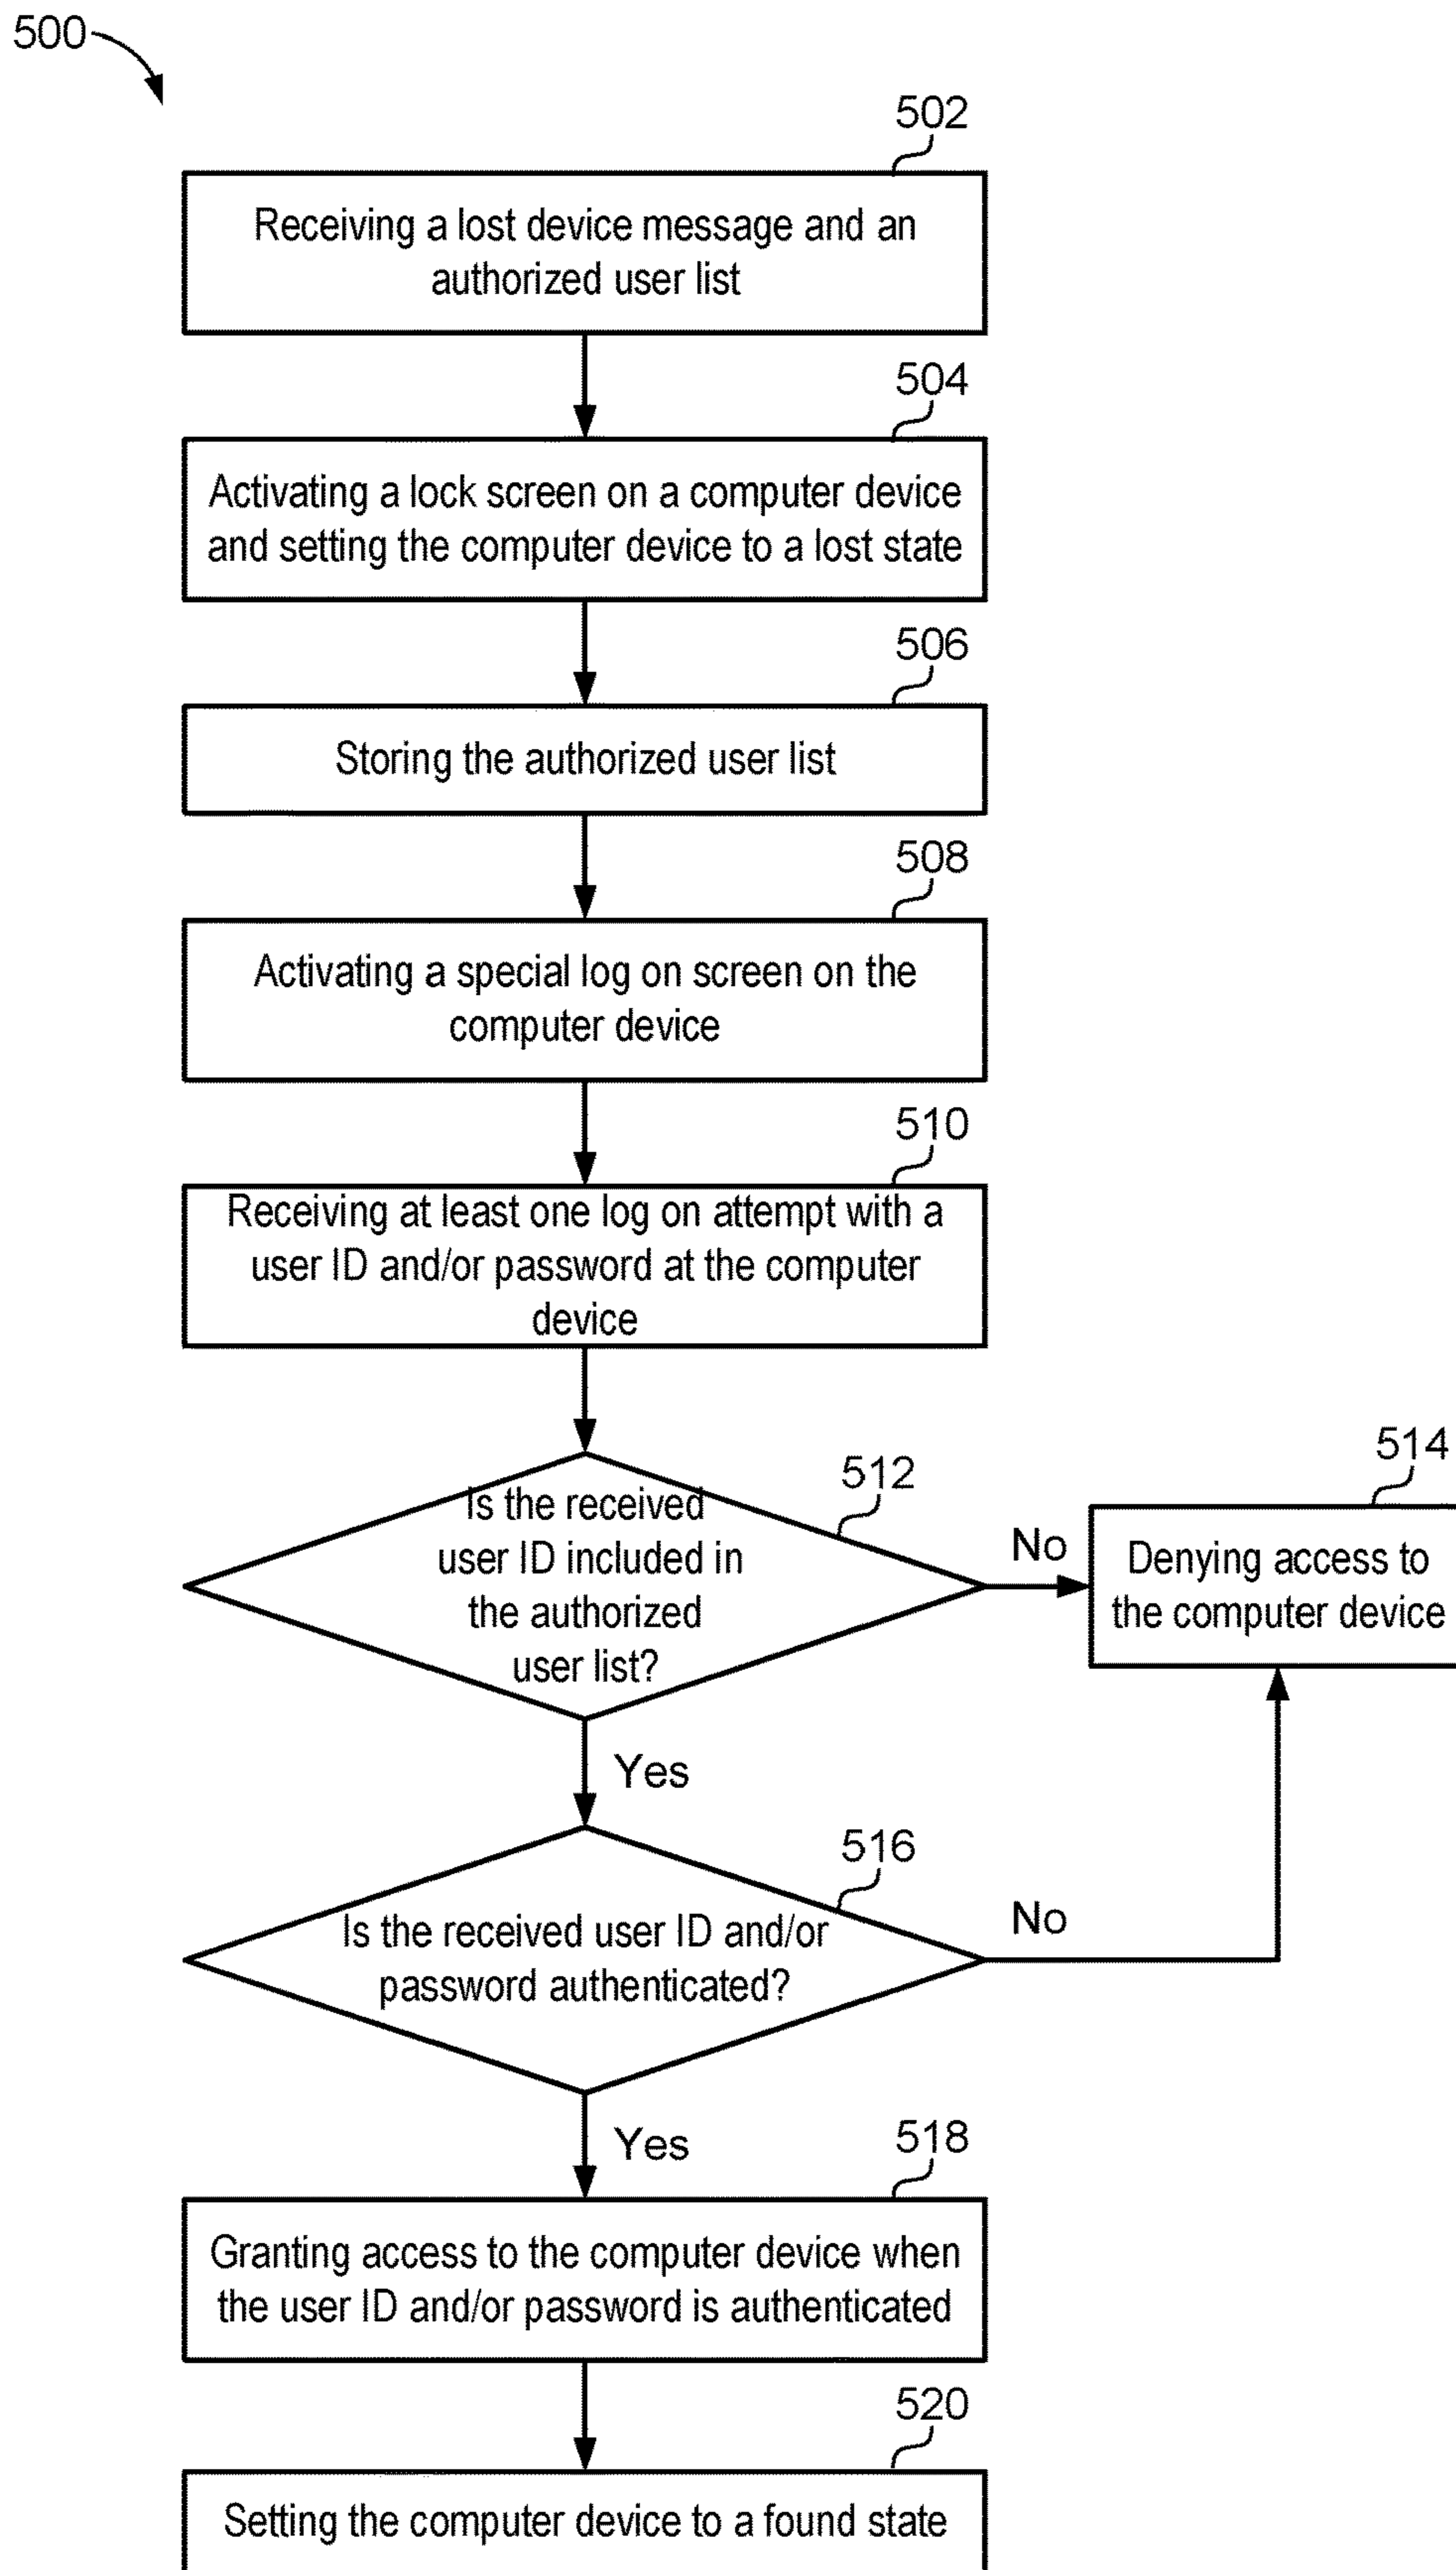 500
502
Receiving a lost device message and an
authorized user list
504
Activating a lock screen on a computer device
and setting the computer device to a lost state
506
Storing the authorized user list
508
Activating a special log on screen on the
computer device
510
Receiving at least one log on attempt with a
user ID and/or password at the computer
device
512
Is the received
user ID included in
the authorized
user list?
No
514
Denying access to
the computer device
Yes
516
Is the received user ID and/or
password authenticated?
No
Yes
518
Granting access to the computer device when
the user ID and/or password is authenticated
520
Setting the computer device to a found state